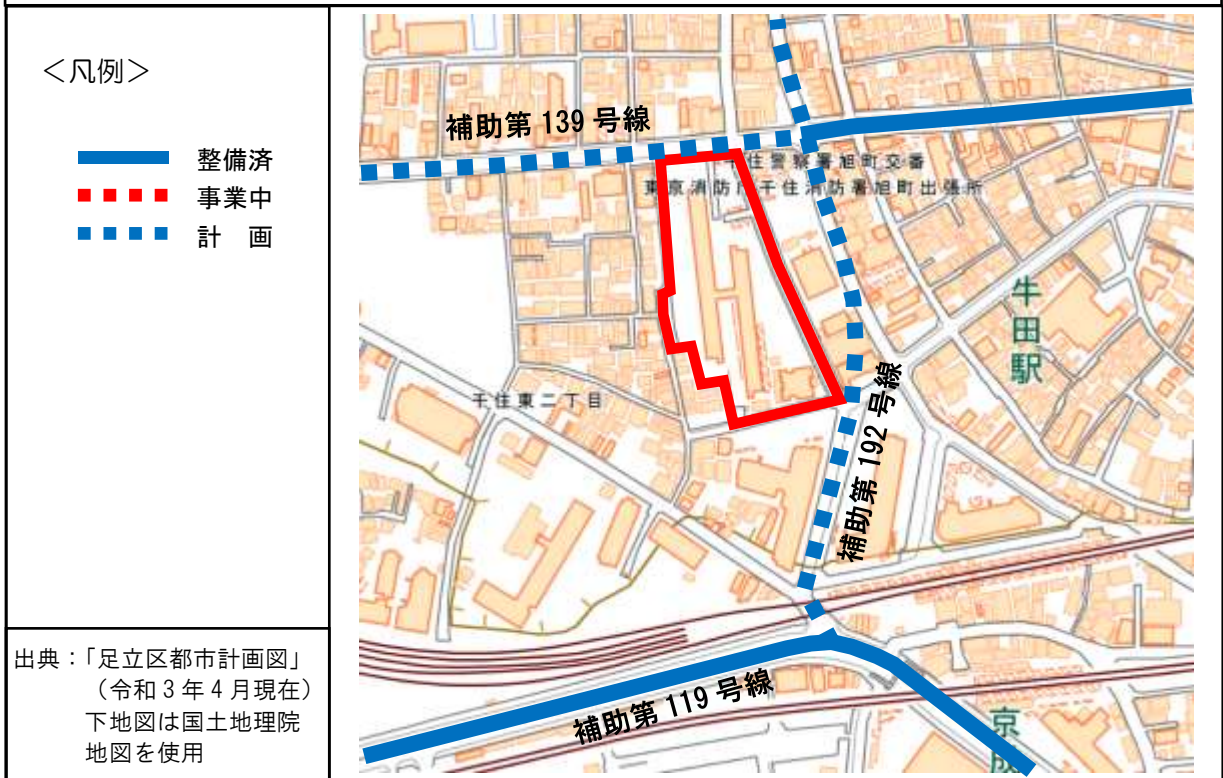 ＜凡例＞
整備済
事業中
計　画
出典：「足立区都市計画図」
（令和３年４月現在）
下地図は国土地理院
地図を使用
補助第 139 号線
千住警察署旭町交番
東京消防庁千住消防署旭町出張所
牛田駅
千住東二丁目
補助第 192 号線
補助第 119 号線
京成